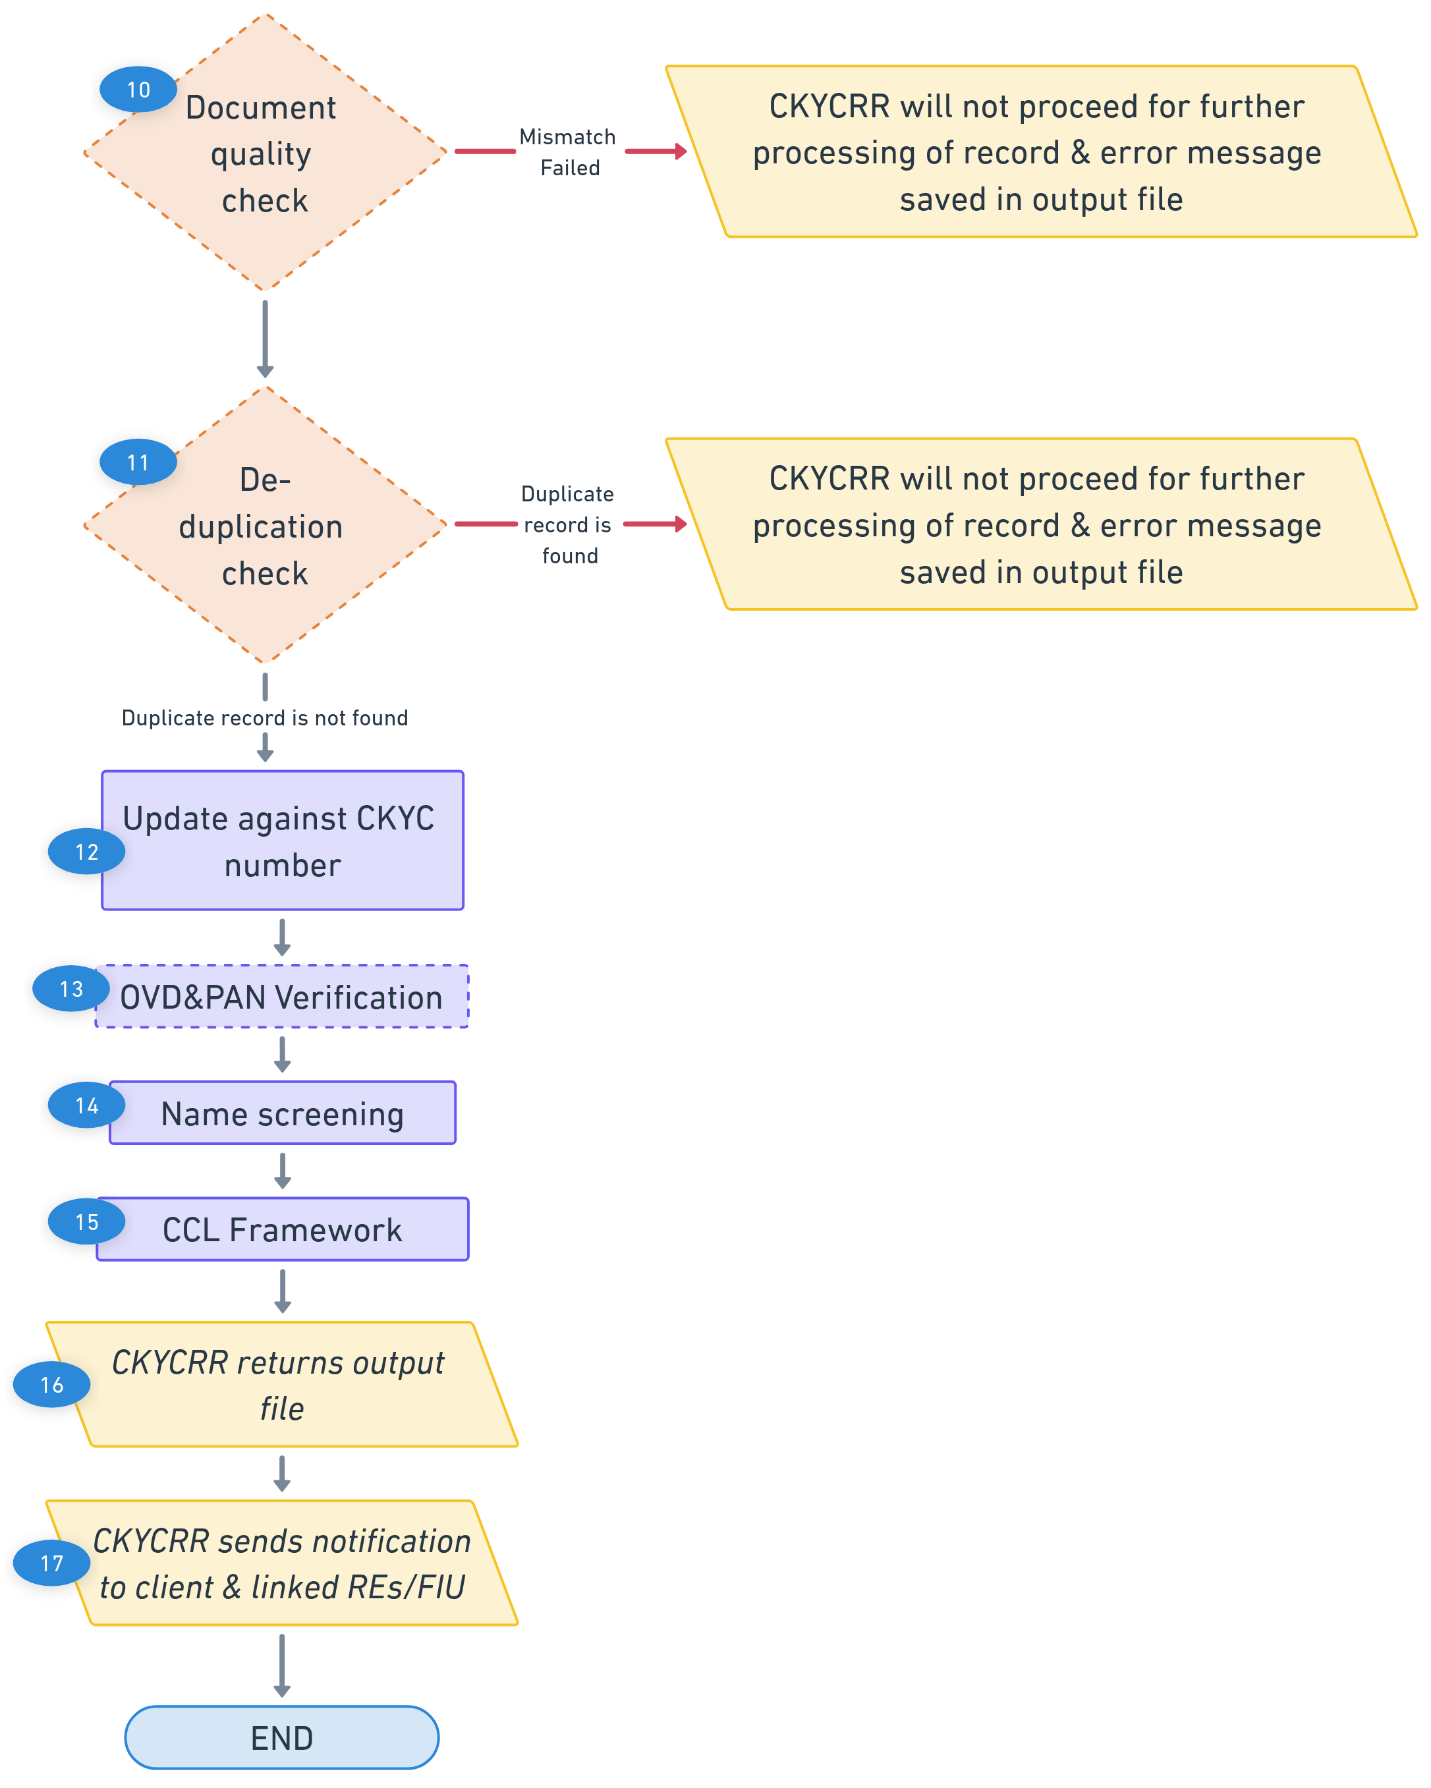 10
Document
quality
check
Mismatch
Failed
CKYCRR will not proceed for further
processing of record & error message
saved in output file
11
De-
duplication
check
Duplicate
record is
found
CKYCRR will not proceed for further
processing of record & error message
saved in output file
Duplicate record is not found
12
Update against CKYC
number
13
OVD&PAN Verification
14
Name screening
15
CCL Framework
16
CKYCRR returns output
file
17
CKYCRR sends notification
to client & linked REs/FIU
END